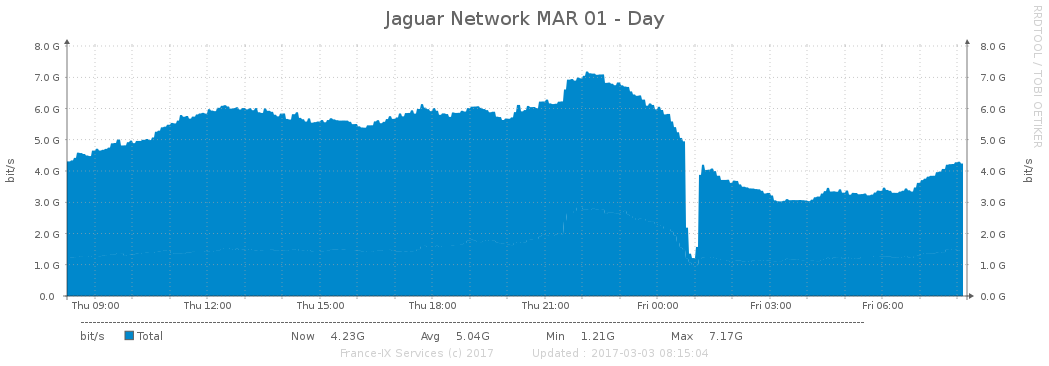 Jaguar Network MAR 01 - Day
RRDTOOL / TOBI OETIKER
bit/s
bit/s
8.0 G 8.0 G
7.0 G 7.0 G
6.0 G 6.0 G
5.0 G 5.0 G
4.0 G 4.0 G
3.0 G 3.0 G
2.0 G 2.0 G
1.0 G 1.0 G
0.0 0.0 G
Thu 09:00 Thu 12:00 Thu 15:00 Thu 18:00 Thu 21:00 Fri 00:00 Fri 03:00 Fri 06:00
bit/s Total Now 4.23G Avg 5.04G Min 1.21G Max 7.17G
France-IX Services (c) 2017 Updated : 2017-03-03 08:15:04